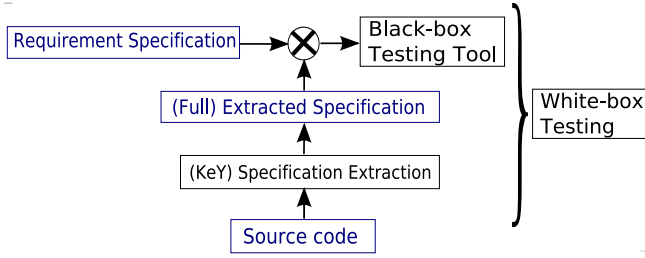 Requirement Specification
Black-box
Testing Tool
(Full) Extracted Specification
White-box
Testing
(KeY) Specification Extraction
Source code